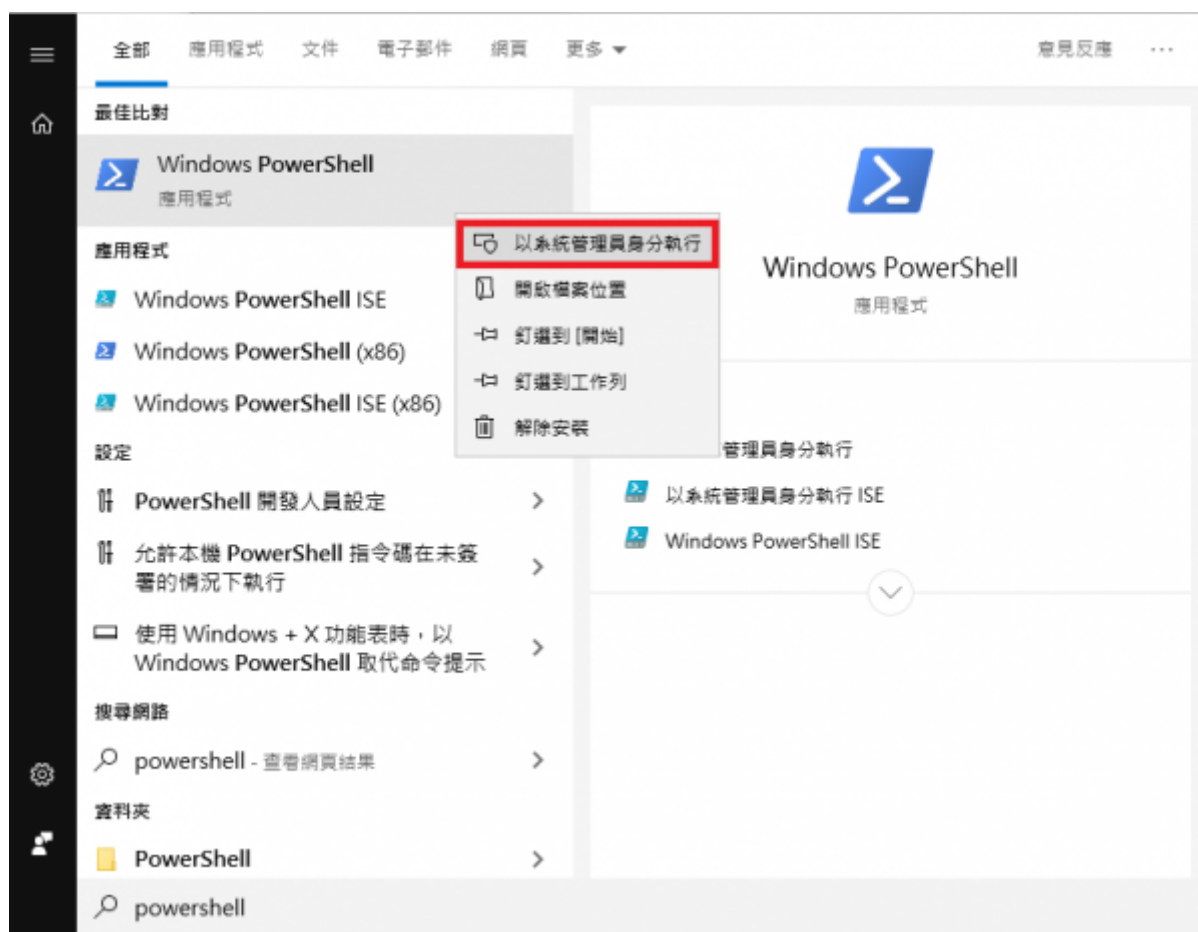 全部 應用程式 文件 電子郵件 網頁 更多 意見反應 ...
最佳比對
Windows PowerShell
應用程式
應用程式
Windows PowerShell ISE
Windows PowerShell (x86)
Windows PowerShell ISE (x86)
設定
PowerShell 開發人員設定
允許本機 PowerShell 指令碼在未簽
署的情況下執行
使用 Windows + X 功能表時，以
Windows PowerShell 取代命令提示
搜尋網路
powershell - 查看網頁結果
資料夾
PowerShell
powershell
以系統管理員身分執行
開啟檔案位置
釘選到 [開始]
釘選到工作列
解除安裝
Windows PowerShell
應用程式
管理員身分執行
以系統管理員身分執行 ISE
Windows PowerShell ISE